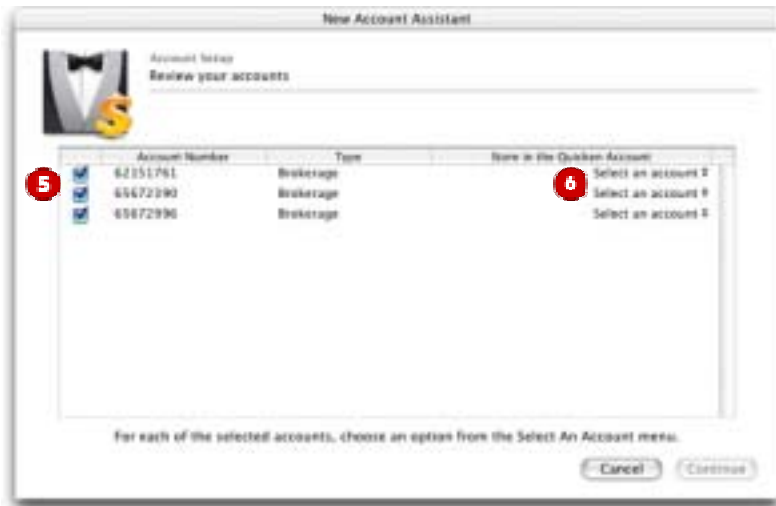 New Account Assistant
Account Setup
Review your accounts
Account Number Type Store in the Quicken Account
5 62151761 Brokerage 6 Select an account
65672390 Brokerage Select an account
65672996 Brokerage Select an account
For each of the selected accounts, choose an option from the Select An Account menu.
Cancel Continue